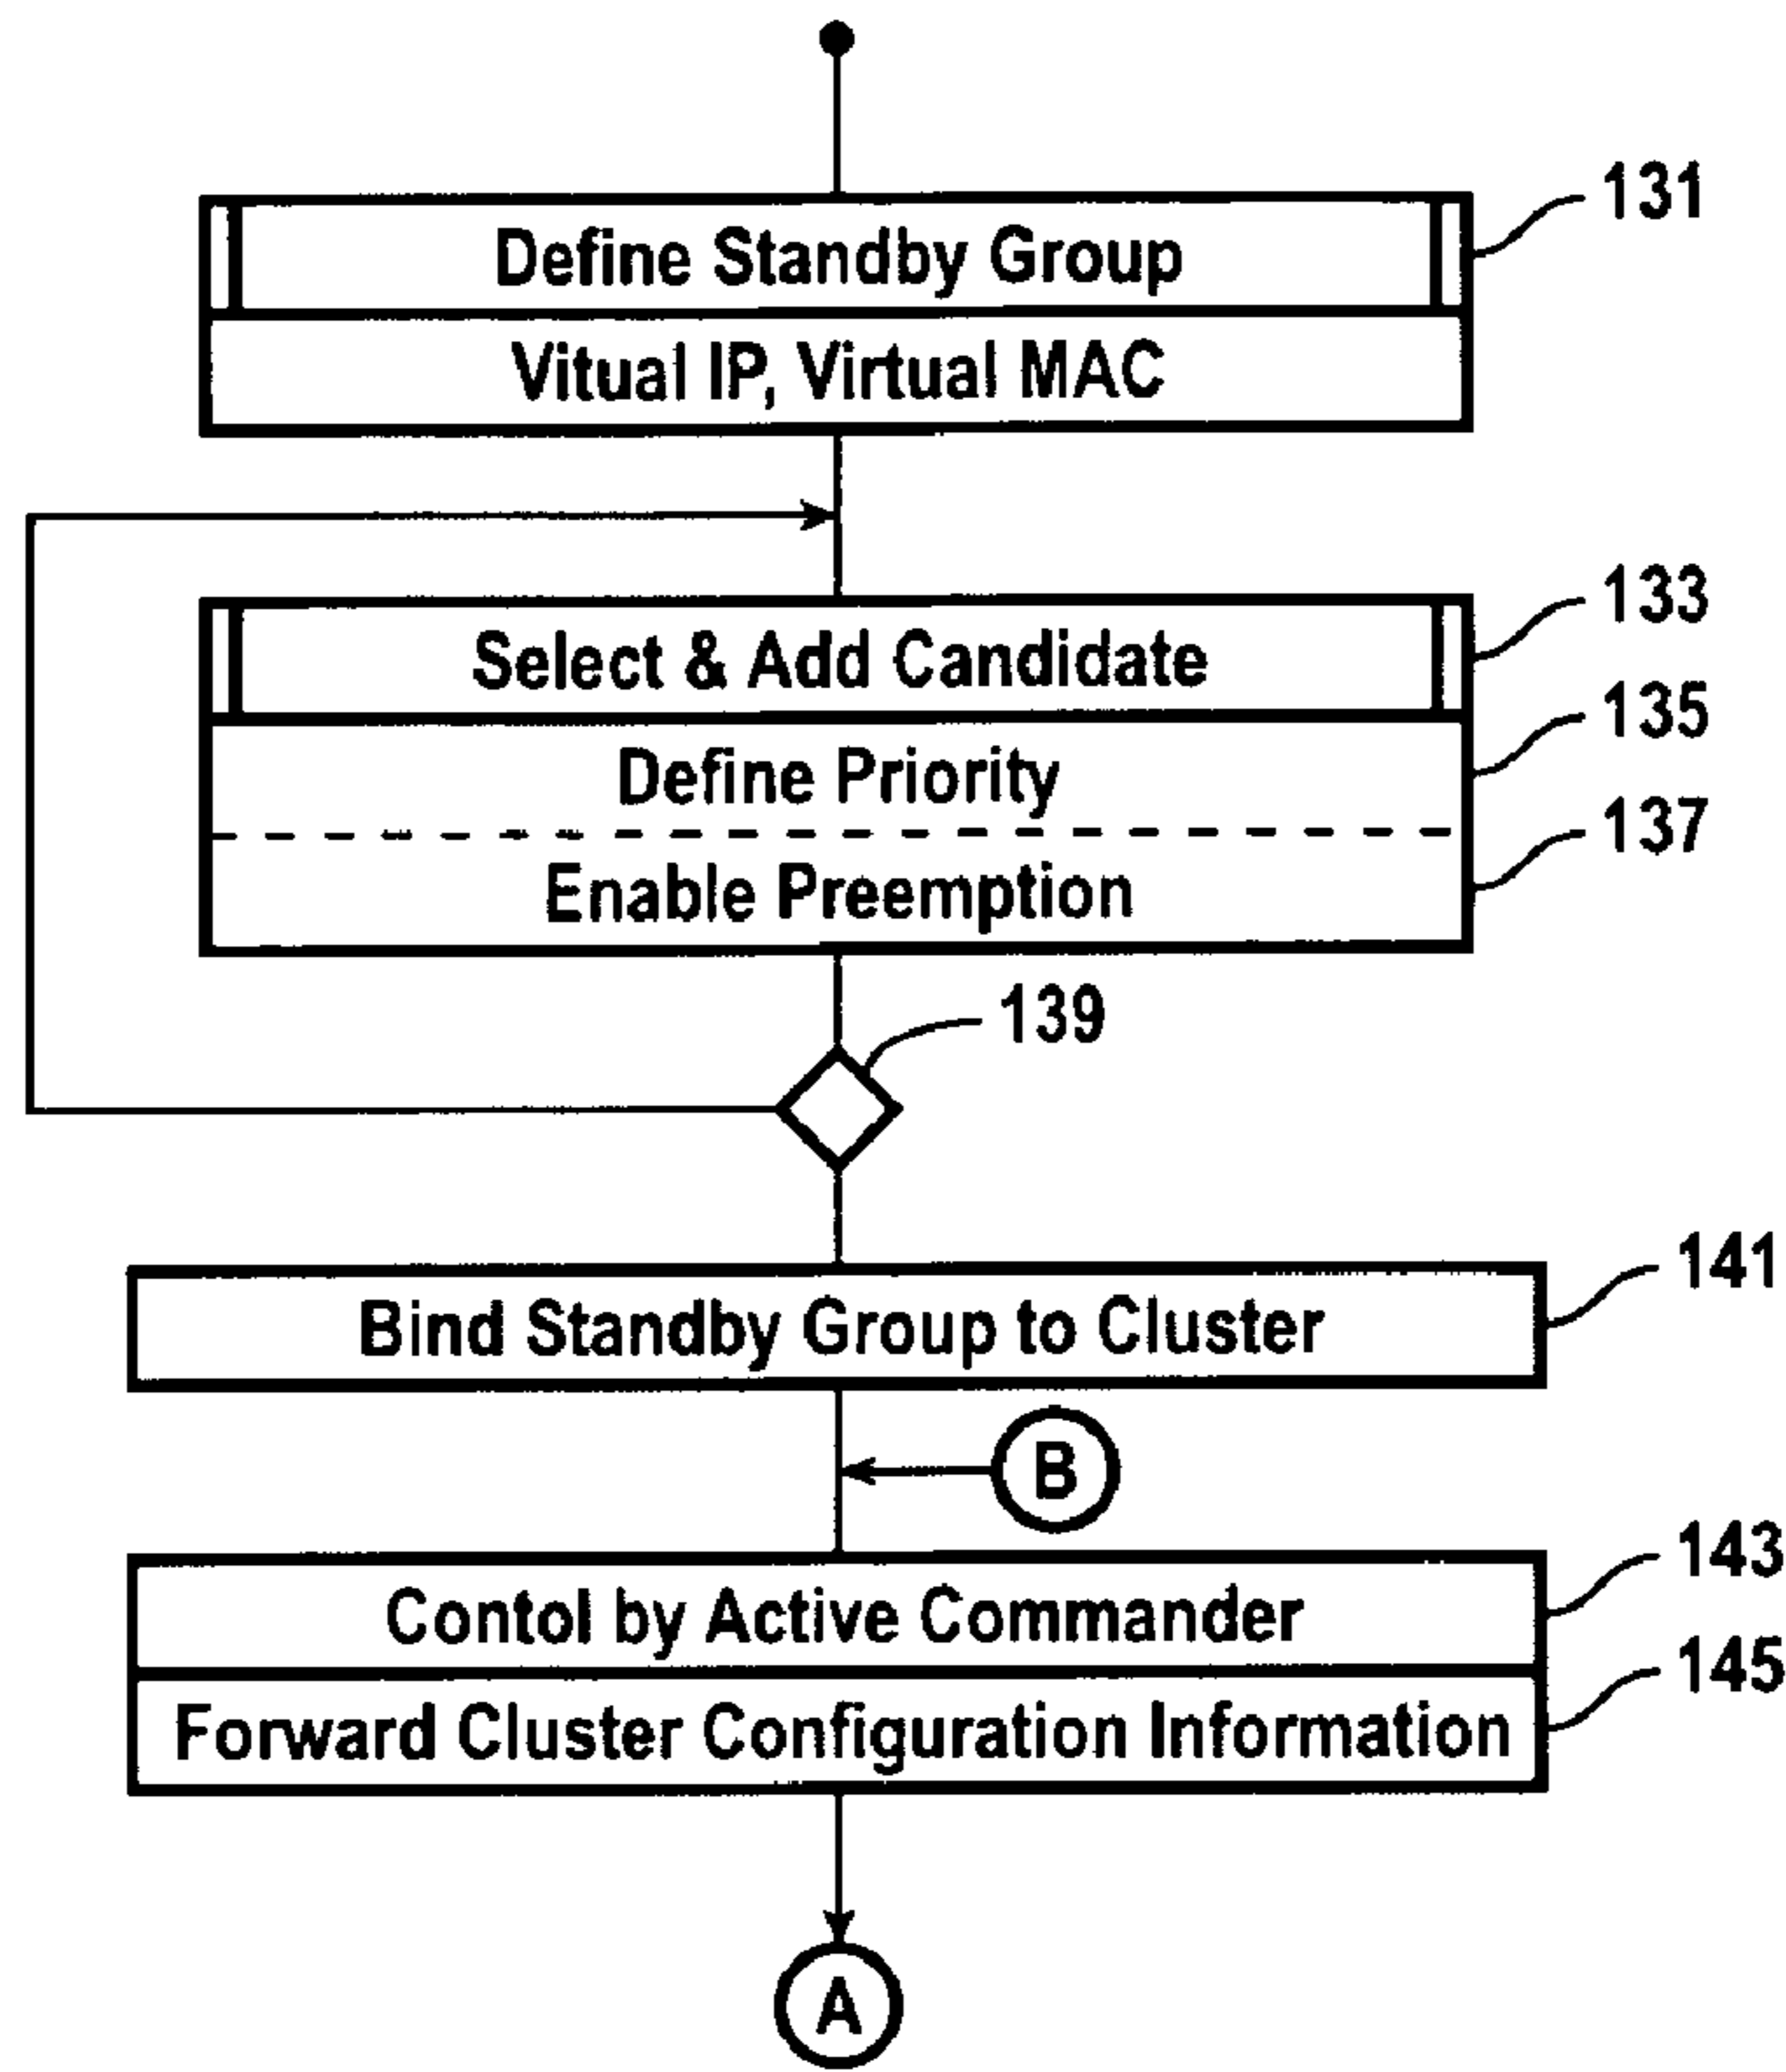 131
Define Standby Group
Vitual IP, Virtual MAC
133
Select & Add Candidate
135
Define Priority
137
Enable Preemption
139
141
Bind Standby Group to Cluster
B
143
Contol by Active Commander
145
Forward Cluster Configuration Information
A